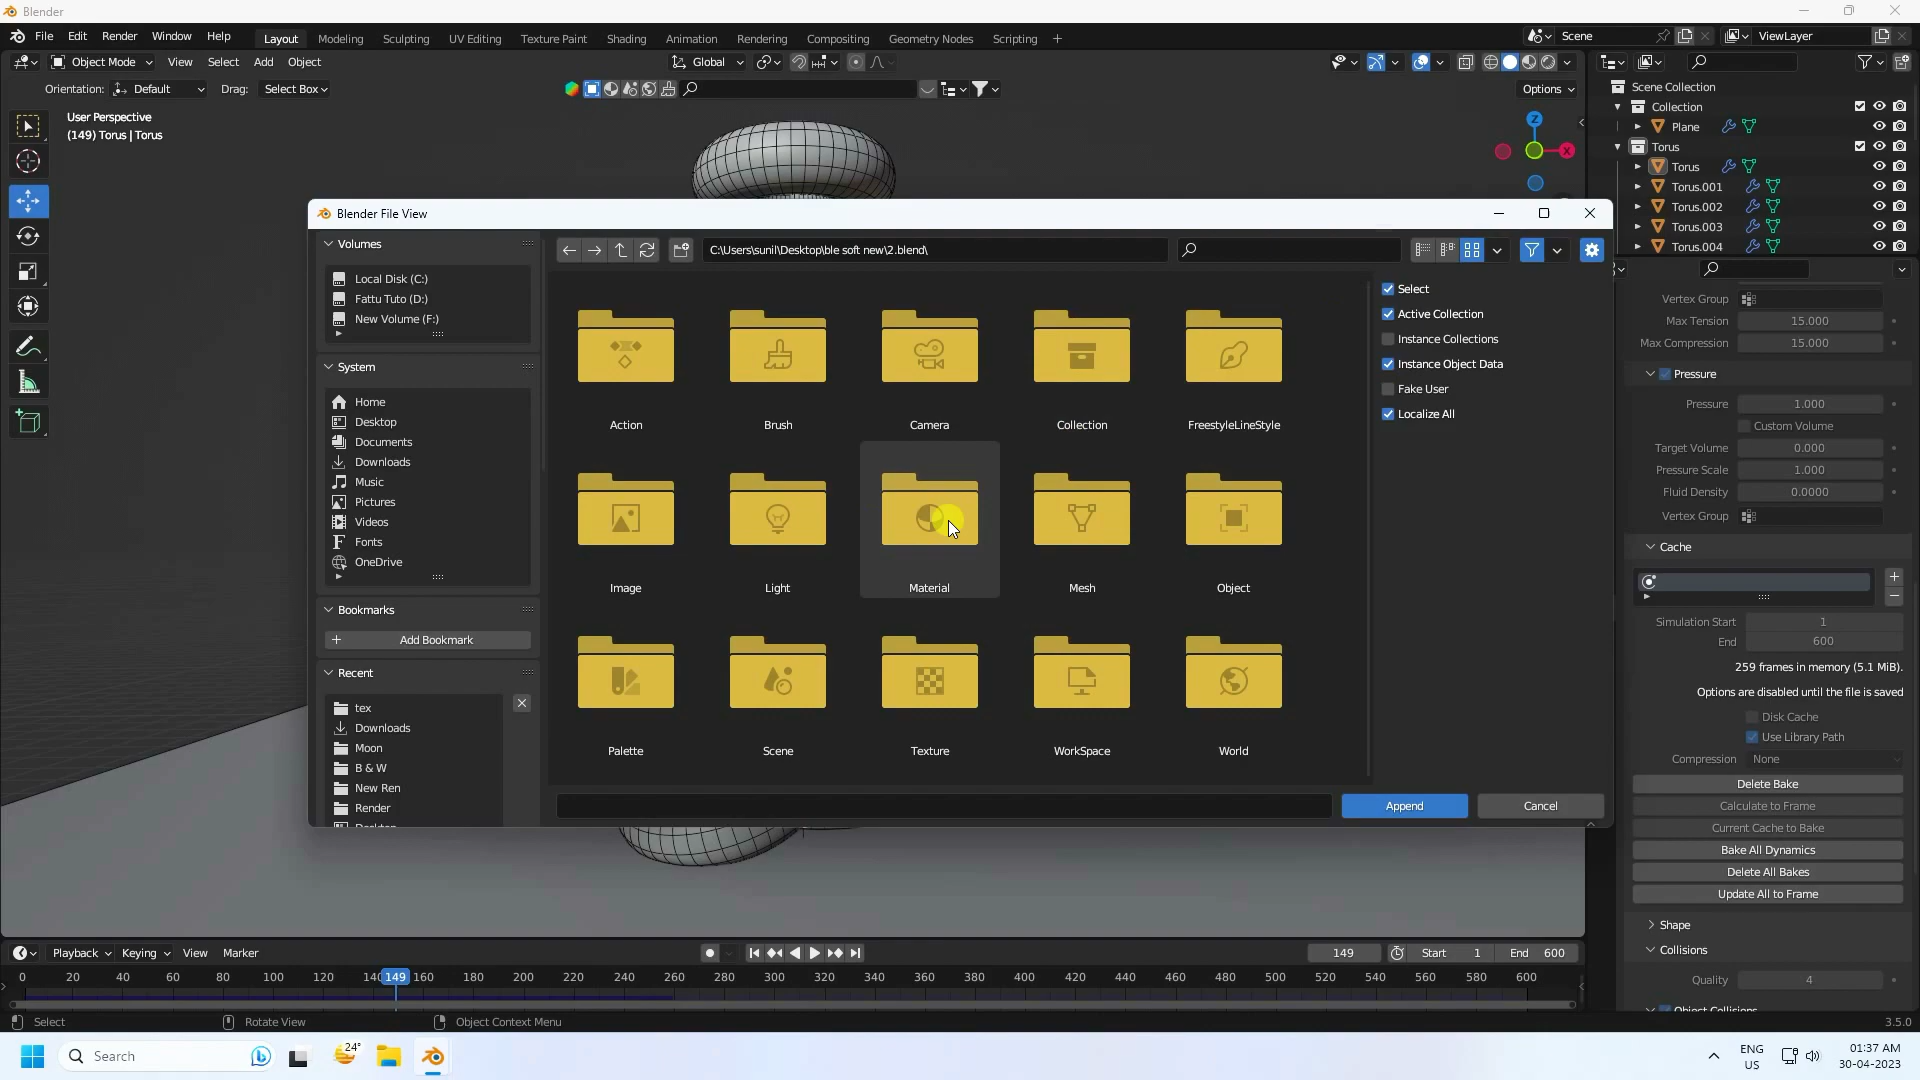 Blender
File Edit Render Window Help Layout Modeling Sculpting UV Editing Texture Paint Shading Animation Rendering Compositing Geometry Nodes Scripting + Scene ViewLayer
Object Mode View Select Add Object Global
Orientation: Default Drag: Select Box Options
User Perspective
(149) Torus | Torus
Z
X
Scene Collection
Collection
Plane
Torus
Torus
Torus.001
Torus.002
Torus.003
Torus.004
Blender File View
Volumes
Local Disk (C:)
Fattu Tuto (D:)
New Volume (F:)
System
Home
Desktop
Documents
Downloads
Music
Pictures
Videos
Fonts
OneDrive
Bookmarks
Add Bookmark
Recent
tex
Downloads
Moon
B & W
New Ren
Render
Desktop
C:\Users\sunil\Desktop\ble soft new\2.blend\
Action Brush Camera Collection FreestyleLineStyle
Image Light Material Mesh Object
Palette Scene Texture WorkSpace World
Select
Active Collection
Instance Collections
Instance Object Data
Fake User
Localize All
Append Cancel
Vertex Group
Max Tension 15.000
Max Compression 15.000
Pressure
Pressure 1.000
Custom Volume
Target Volume 0.000
Pressure Scale 1.000
Fluid Density 0.0000
Vertex Group
Cache
Simulation Start 1
End 600
259 frames in memory (5.1 MiB).
Options are disabled until the file is saved
Disk Cache
Use Library Path
Compression None
Delete Bake
Calculate to Frame
Current Cache to Bake
Bake All Dynamics
Delete All Bakes
Update All to Frame
Shape
Collisions
Quality 4
Object Collisions
Playback Keying View Marker 149 Start 1 End 600
0 20 40 60 80 100 120 140 149 160 180 200 220 240 260 280 300 320 340 360 380 400 420 440 460 480 500 520 540 560 580 600
Select Rotate View Object Context Menu 3.5.0
Search 24° ENG US 01:37 AM 30-04-2023